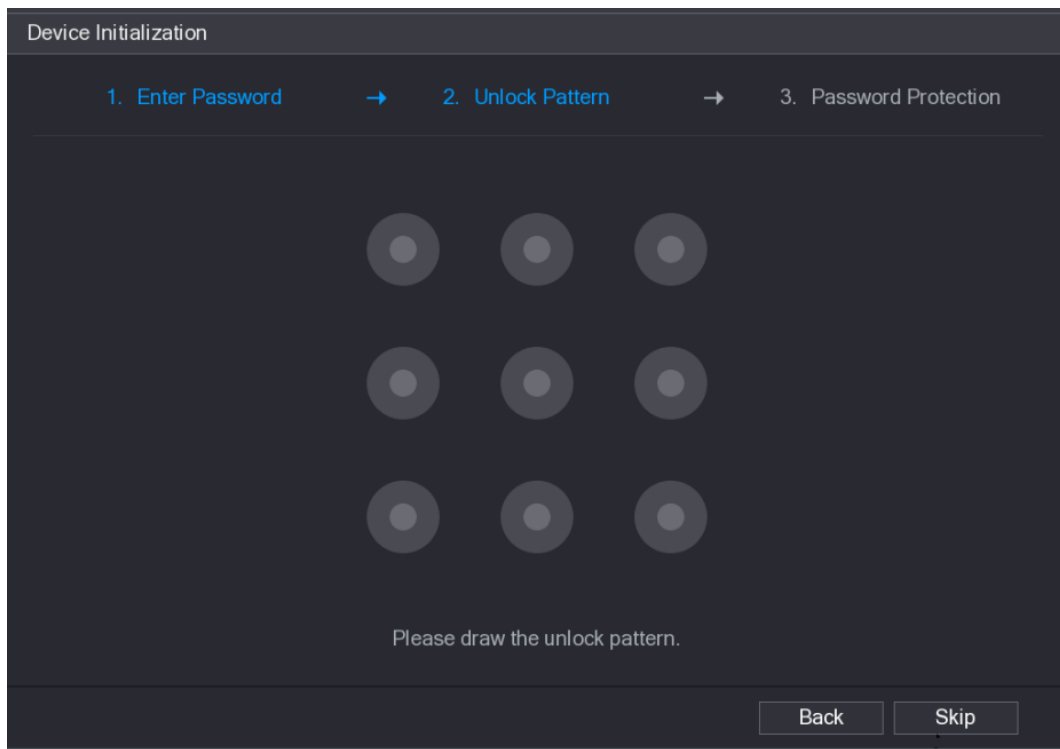 Device Initialization
1. Enter Password → 2. Unlock Pattern → 3. Password Protection
Please draw the unlock pattern.
Back Skip